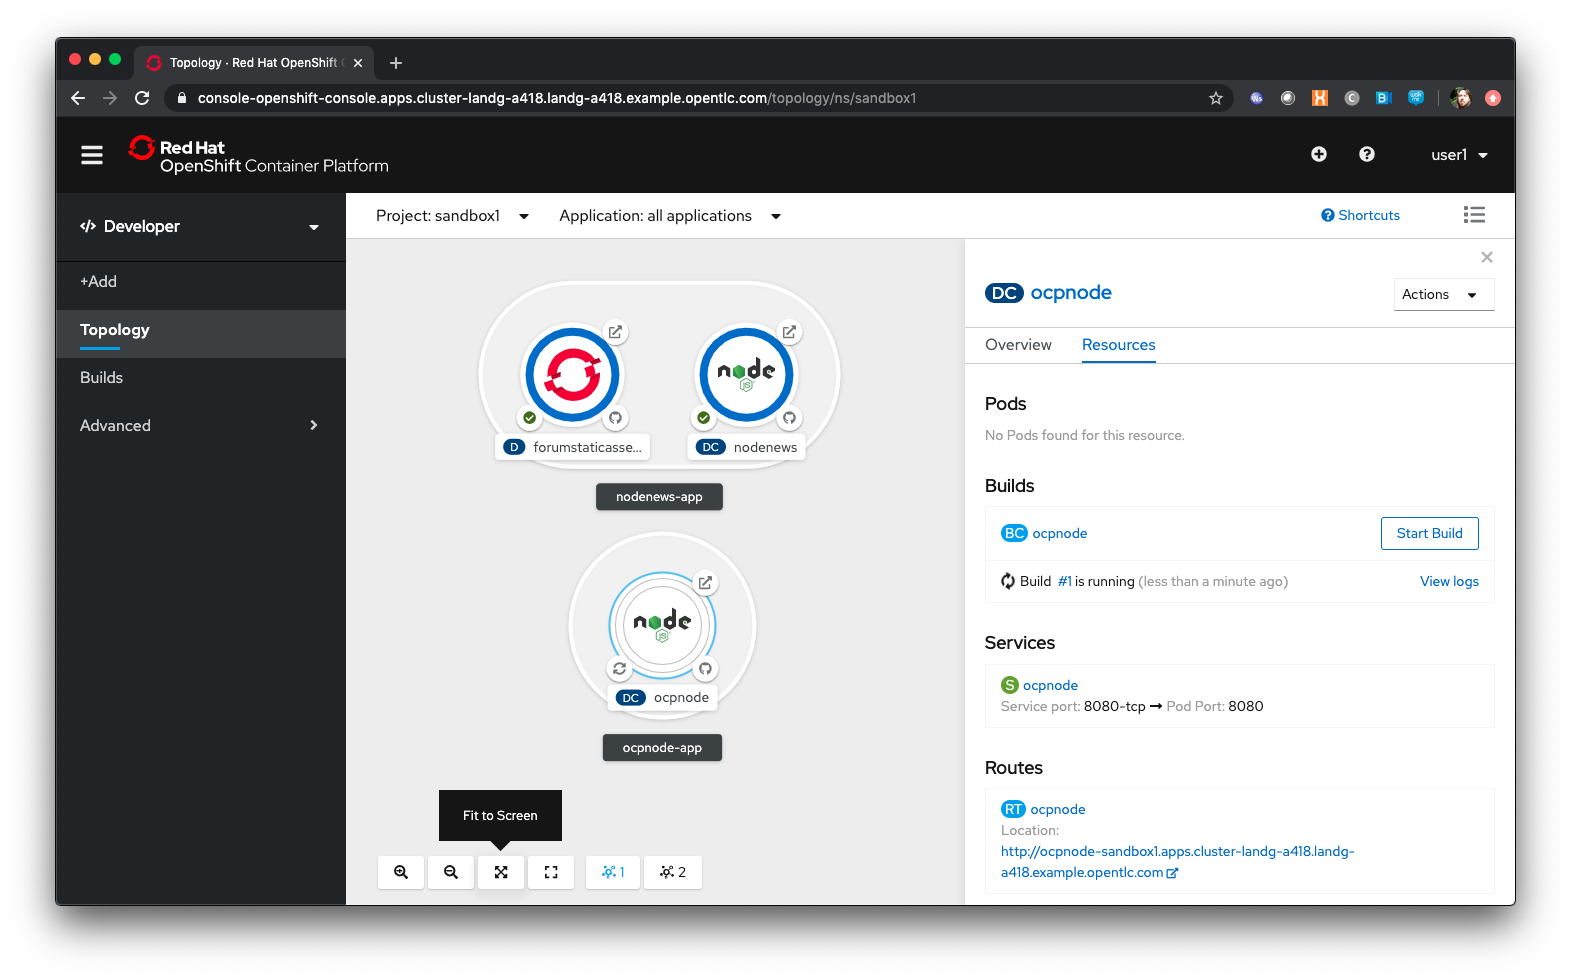 Topology · Red Hat OpenShift
console-openshift-console.apps.cluster-landg-a418.landg-a418.example.opentlc.com/topology/ns/sandbox1
Red Hat
OpenShift Container Platform
user1
Developer
+Add
Topology
Builds
Advanced
Project: sandbox1
Application: all applications
Shortcuts
D forumstaticasse...
node
JS
DC nodenews
nodenews-app
node
JS
DC ocpnode
ocpnode-app
Fit to Screen
1
2
DC ocpnode
Actions
Overview
Resources
Pods
No Pods found for this resource.
Builds
BC ocpnode
Start Build
Build #1 is running (less than a minute ago)
View logs
Services
S ocpnode
Service port: 8080-tcp → Pod Port: 8080
Routes
RT ocpnode
Location:
http://ocpnode-sandbox1.apps.cluster-landg-a418.landg-
a418.example.opentlc.com